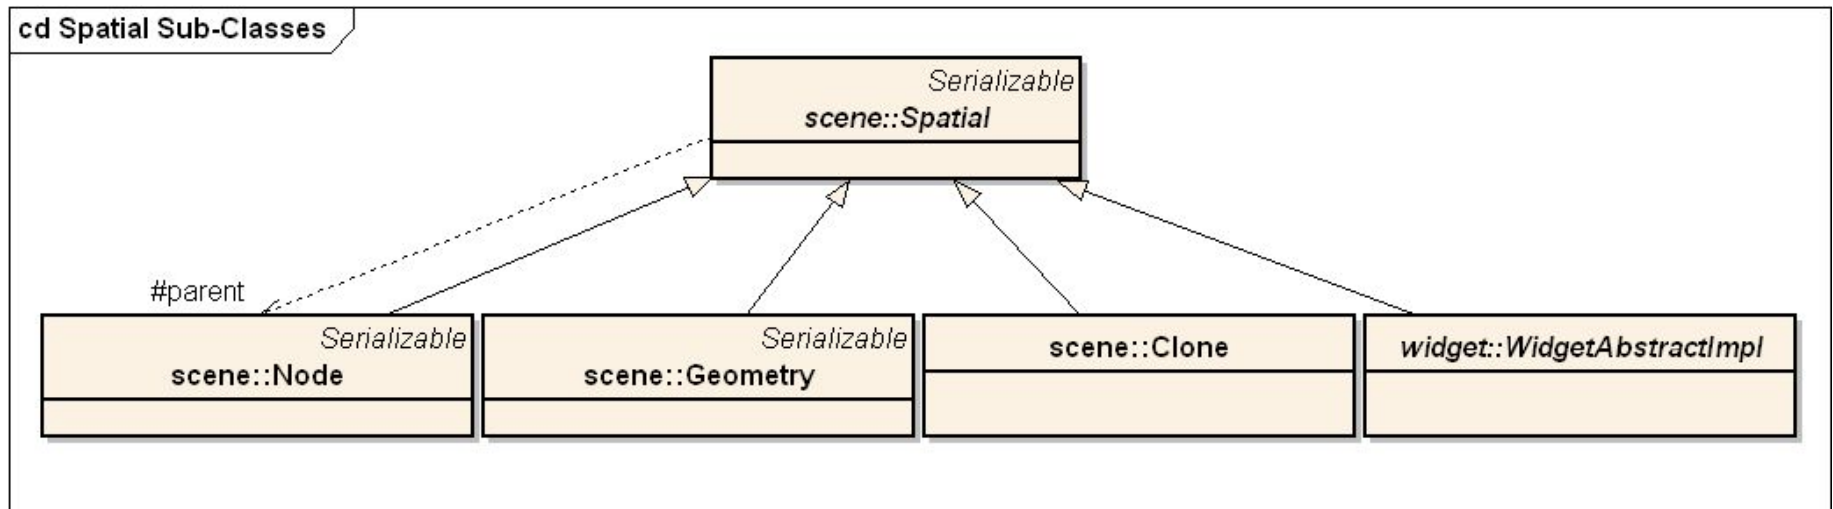 cd Spatial Sub-Classes
Serializable
scene::Spatial
#parent
Serializable
scene::Node
Serializable
scene::Geometry
scene::Clone
widget::WidgetAbstractImpl